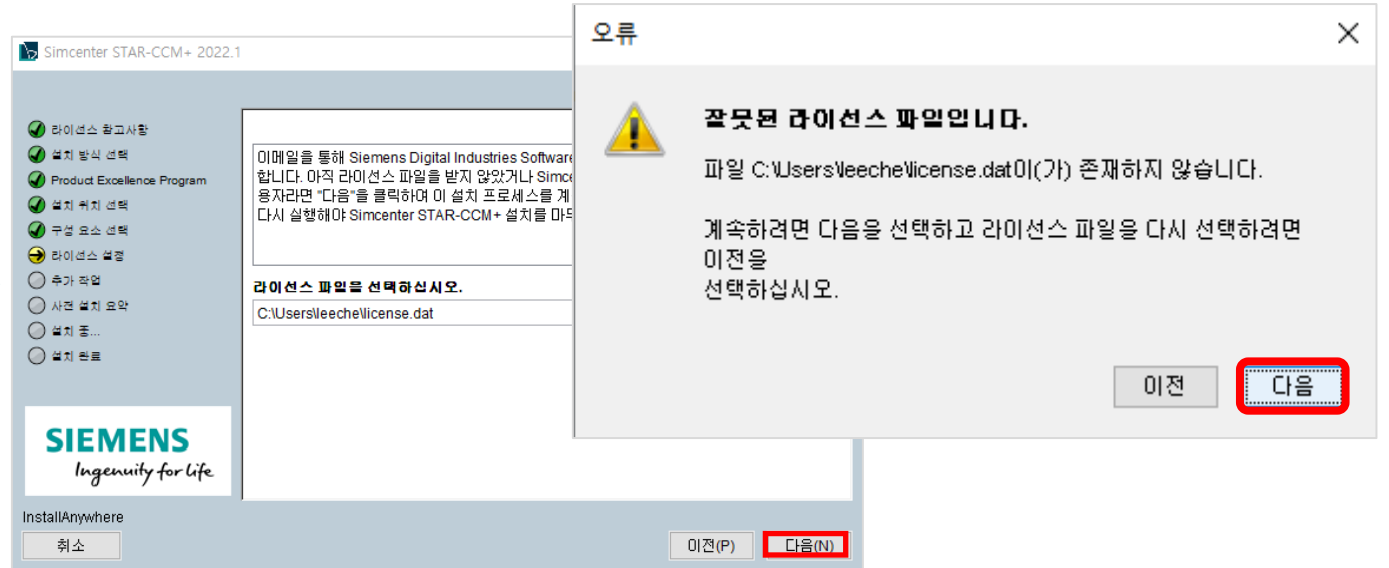 Simcenter STAR-CCM+ 2022.1
라이선스 참고사항
설치 방식 선택
Product Excellence Program
설치 위치 선택
구성 요소 선택
라이선스 설정
추가 작업
사전 설치 요약
설치 중...
설치 완료
SIEMENS
Ingenuity for life
InstallAnywhere
취소
이메일을 통해 Siemens Digital Industries Software
합니다. 아직 라이선스 파일을 받지 않았거나 Simce
용자라면 "다음"을 클릭하여 이 설치 프로세스를 계
다시 실행해야 Simcenter STAR-CCM+ 설치를 마무
라이선스 파일을 선택하십시오.
C:\Users\leeche\license.dat
이전(P)
다음(N)
오류
잘못된 라이선스 파일입니다.
파일 C:\Users\leeche\license.dat이(가) 존재하지 않습니다.
계속하려면 다음을 선택하고 라이선스 파일을 다시 선택하려면
이전을
선택하십시오.
이전
다음